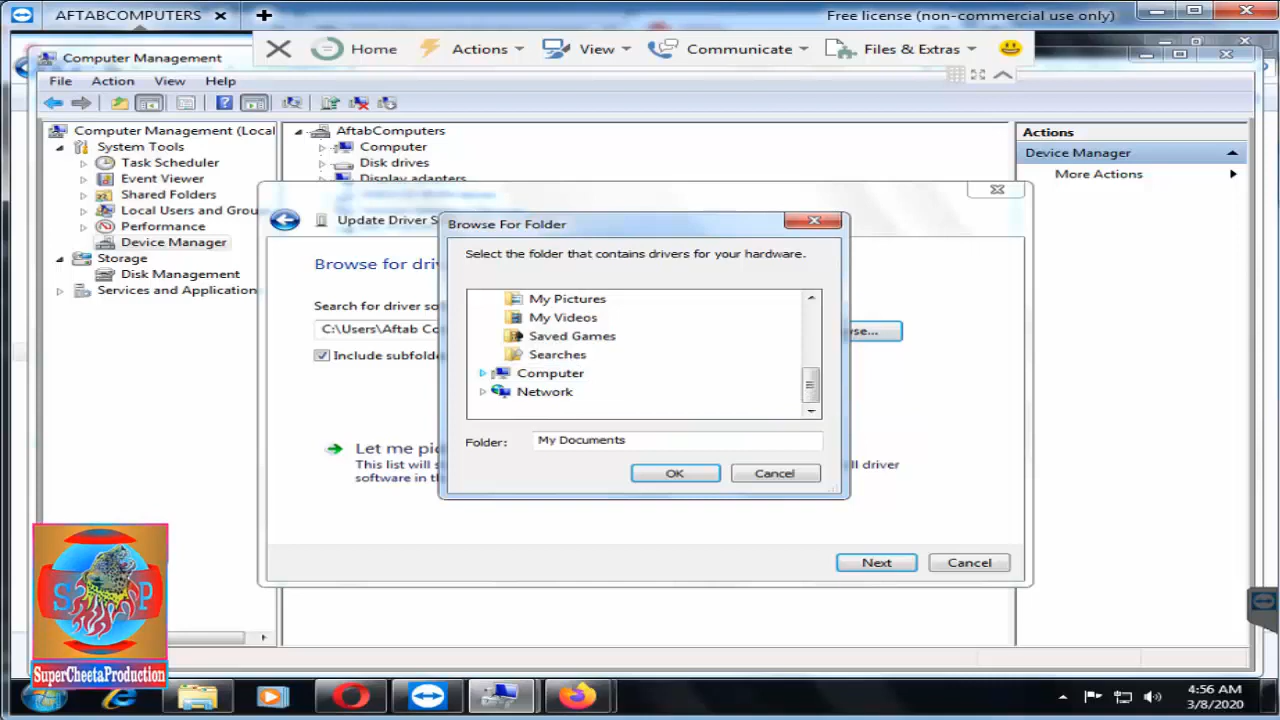 AFTABCOMPUTERS
Free license (non-commercial use only)
Home
Actions
View
Communicate
Files & Extras
Computer Management
File
Action
View
Help
Computer Management (Local
System Tools
Task Scheduler
Event Viewer
Shared Folders
Local Users and Grou
Performance
Device Manager
Storage
Disk Management
Services and Application
AftabComputers
Computer
Disk drives
Display adapters
Actions
Device Manager
More Actions
Update Driver S
Browse for dri
Search for driver so
C:\Users\Aftab Co
Include subfolde
se...
Let me pic
This list will s
ll driver
software in th
Browse For Folder
Select the folder that contains drivers for your hardware.
My Pictures
My Videos
Saved Games
Searches
Computer
Network
Folder:
My Documents
OK
Cancel
Next
Cancel
S P
SuperCheetaProduction
4:56 AM
3/8/2020